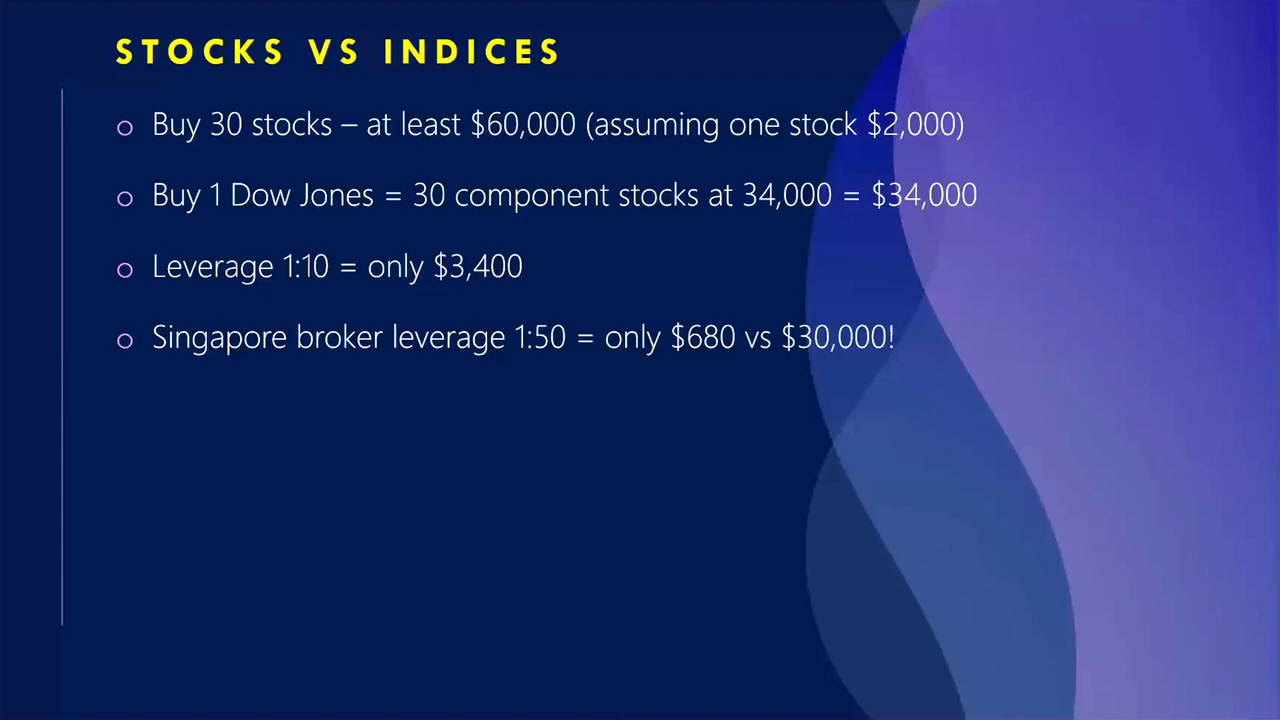 STOCKS VS INDICES
Buy 30 stocks – at least $60,000 (assuming one stock $2,000)
Buy 1 Dow Jones = 30 component stocks at 34,000 = $34,000
Leverage 1:10 = only $3,400
Singapore broker leverage 1:50 = only $680 vs $30,000!